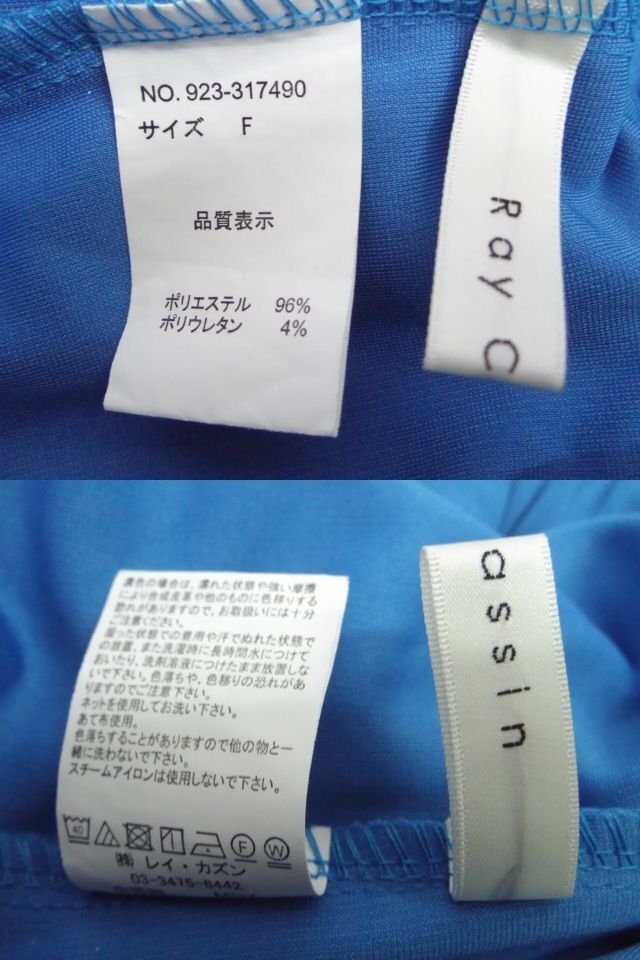 NO. 923-317490
サイズ F
品質表示
ポリエステル 96%
ポリウレタン 4%
Ray C
濃色の場合は、濡れた状態や強い摩擦
により合成皮革や他のものに色移りする
恐れがありますので、お取扱いには十分
ご注意ください。
湿った状態での着用や汗でぬれた状態で
の放置、また洗濯時に長時間水につけて
おいたり、洗剤溶液につけたまま放置しな
いで下さい。色落ちや、色移りの恐れがあ
りますのでご注意下さい。
ネットを使用してお洗い下さい。
あて布使用。
色落ちすることがありますので他の物と一
緒に洗わないで下さい。
スチームアイロンは使用しないで下さい。
40 F W
㈱ レイ・カズン
03-3475-6442
assin